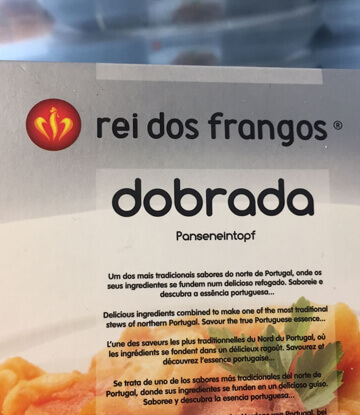 rei dos frangos®
dobrada
Panseneintopf
Um dos mais tradicionais sabores do norte de Portugal, onde os
seus ingredientes se fundem num delicioso refogado. Saboreie e
descubra a essência portuguesa...
Delicious ingredients combined to make one of the most traditional
stews of northern Portugal. Savour the true Portuguese essence...
L'une des saveurs les plus traditionnelles du Nord du Portugal, où
les ingrédients se fondent dans un délicieux ragoût. Savourez et
découvrez l'essence portugaise...
Se trata de uno de los sabores más tradicionales del norte de
Portugal, donde sus ingredientes se funden en un delicioso guiso.
Saboree y descubra la esencia portuguesa...
Portugal, bei